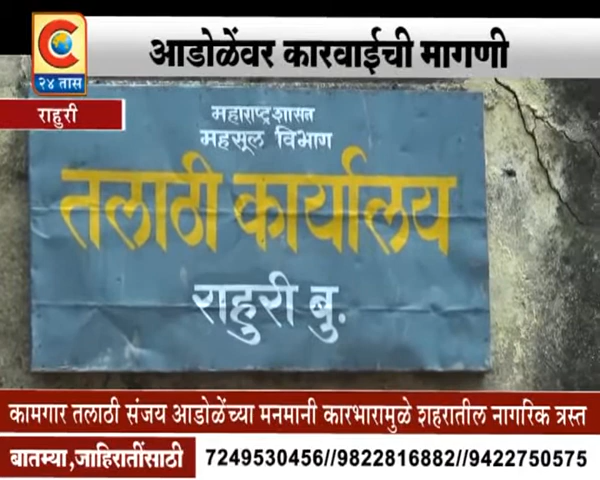 C
२४ तास
आडोळेंवर कारवाईची मागणी
राहुरी
महाराष्ट्र शासन
महसूल विभाग
तलाठी कार्यालय
राहुरी बु.
कामगार तलाठी संजय आडोळेंच्या मनमानी कारभारामुळे शहरातील नागरिक त्रस्त
बातम्या,जाहिरातींसाठी
7249530456//9822816882//9422750575